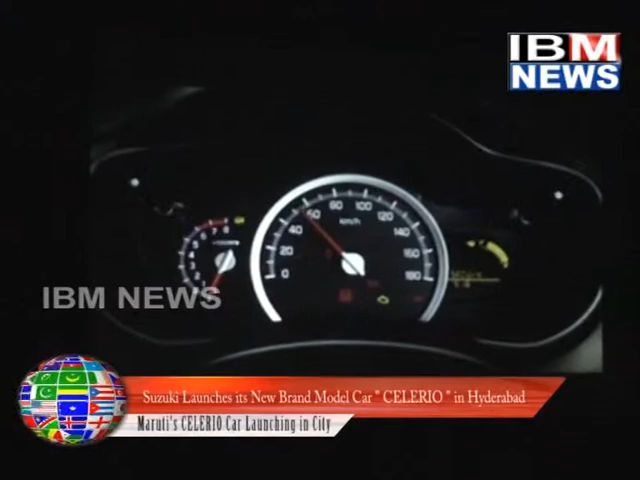 IBM
NEWS
80 100
60 120
km/h
40 140
20 160
0 180
IBM NEWS
Suzuki Launches its New Brand Model Car " CELERIO " in Hyderabad
Maruti's CELERIO Car Launching in City